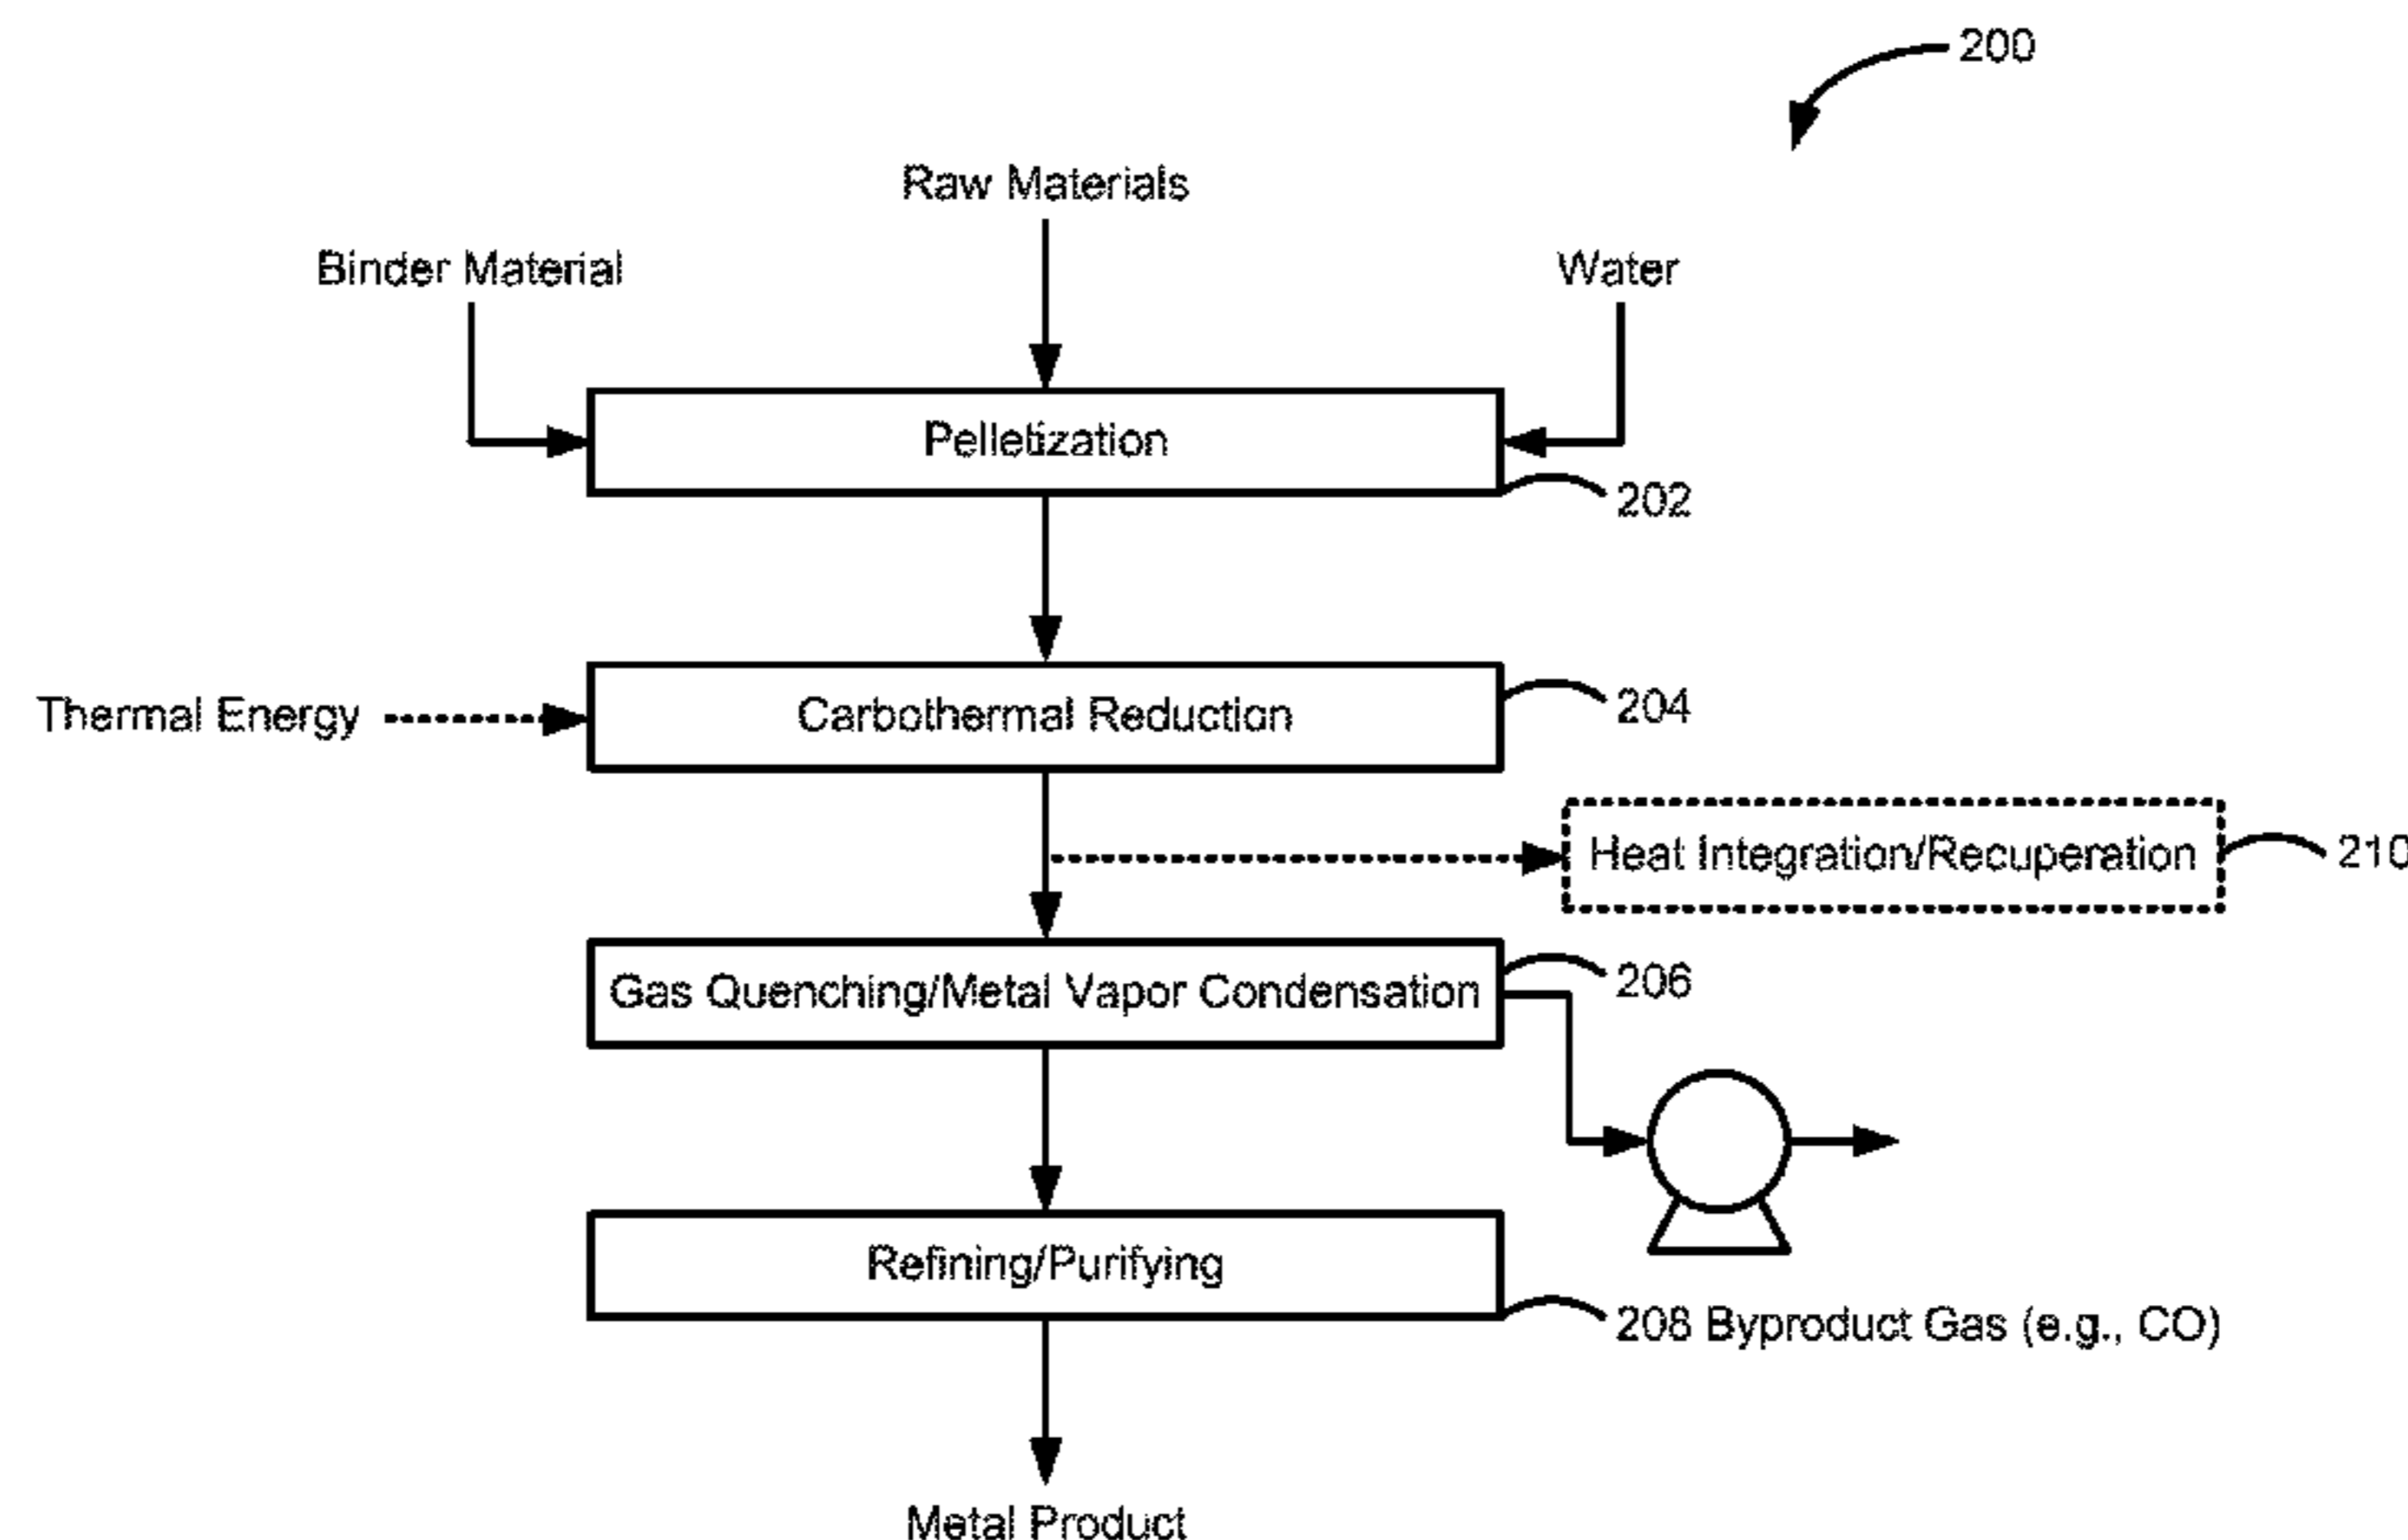 200
Raw Materials
Binder Material
Water
Pelletization
202
Thermal Energy
Carbothermal Reduction
204
Heat Integration/Recuperation
210
Gas Quenching/Metal Vapor Condensation
206
Refining/Purifying
208 Byproduct Gas (e.g., CO)
Metal Product